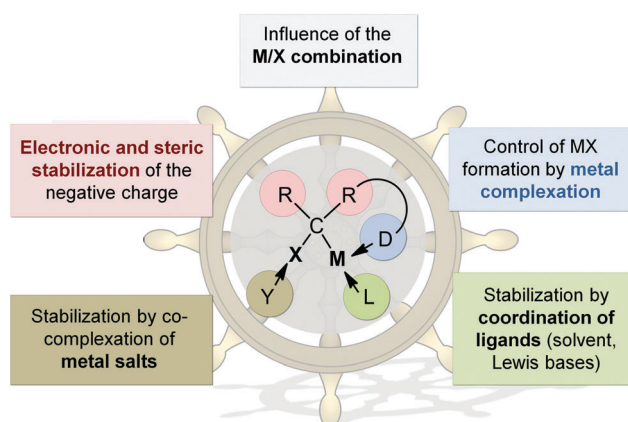 Influence of the
M/X combination
Electronic and steric
stabilization of the
negative charge
Control of MX
formation by metal
complexation
R R
C
D
X M
Y L
Stabilization by co-
complexation of
metal salts
Stabilization by
coordination of
ligands (solvent,
Lewis bases)